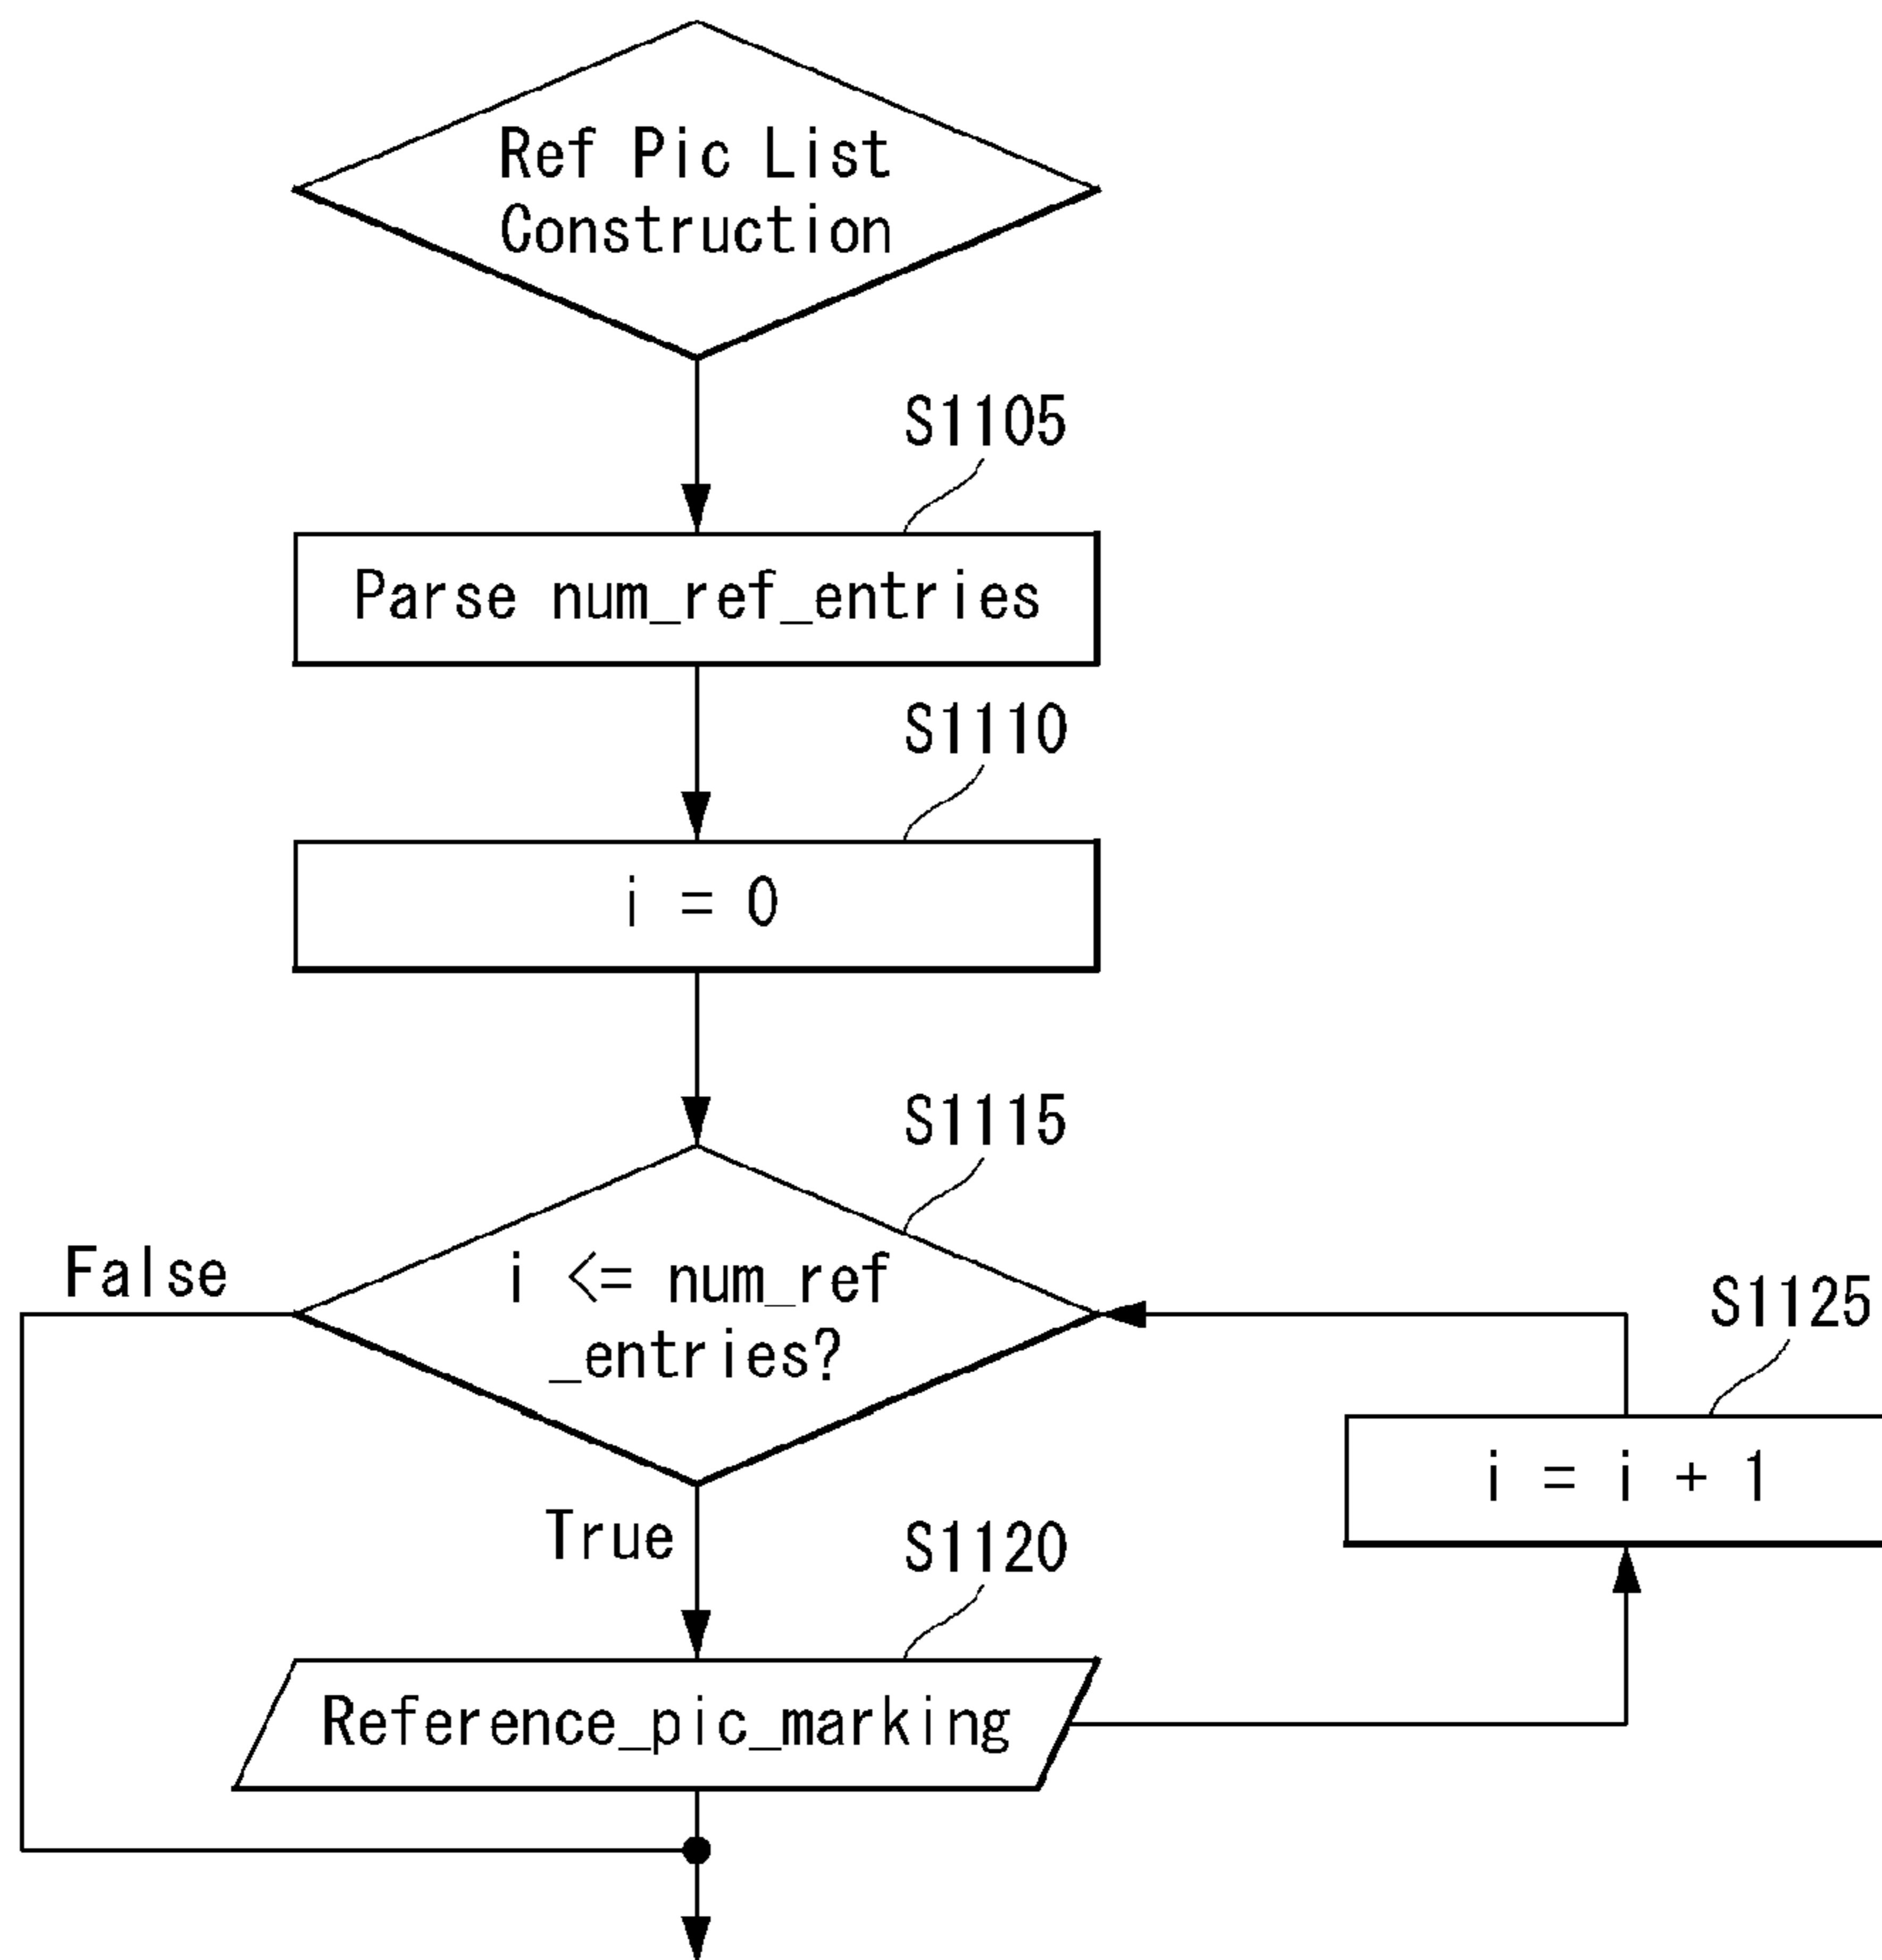 Ref Pic List
Construction
S1105
Parse num_ref_entries
S1110
i = 0
S1115
False
i <= num_ref
_entries?
S1125
i = i + 1
True
S1120
Reference_pic_marking